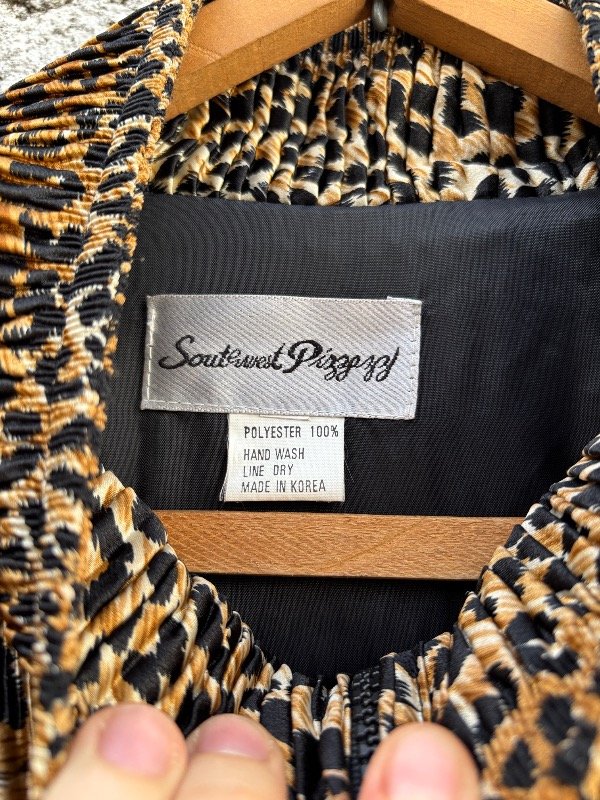 Southwest Pizzazz
POLYESTER 100%
HAND WASH
LINE DRY
MADE IN KOREA